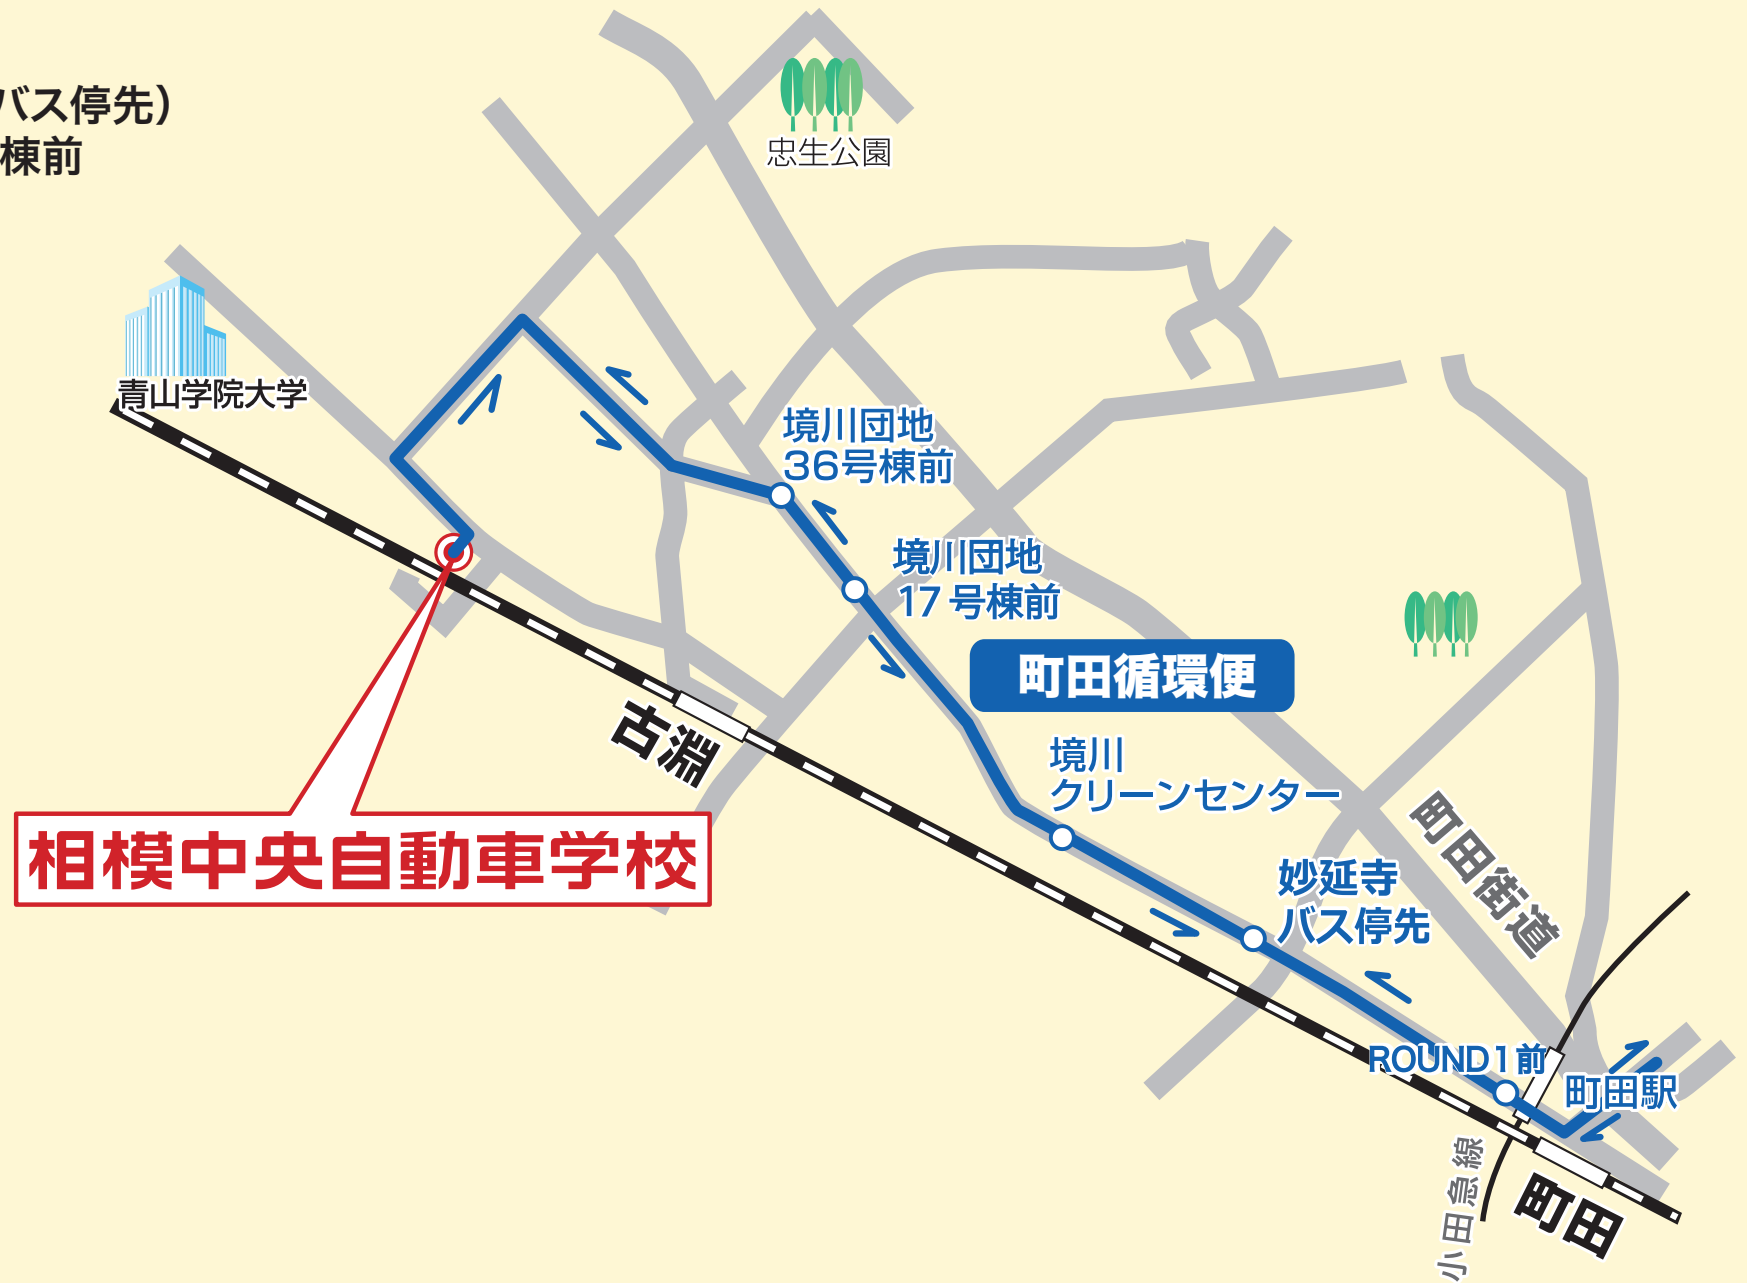 バス停先）
棟前
忠生公園
青山学院大学
境川団地
36号棟前
境川団地
17号棟前
町田循環便
古淵
境川
クリーンセンター
相模中央自動車学校
町田街道
妙延寺
バス停先
ROUND1前
町田駅
小田急線
町田